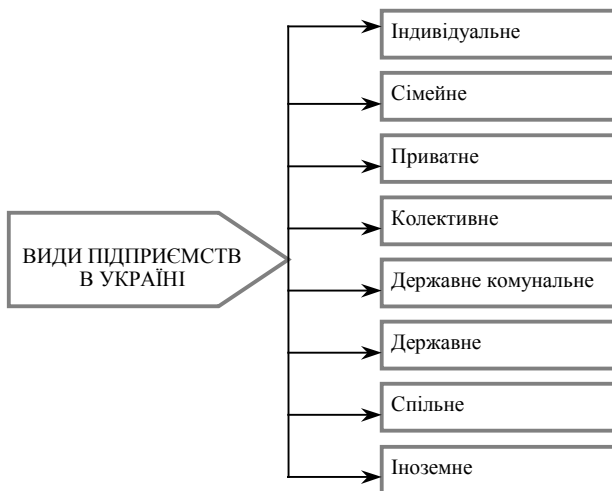 ВИДИ ПІДПРИЄМСТВ
В УКРАЇНІ
Індивідуальне
Сімейне
Приватне
Колективне
Державне комунальне
Державне
Спільне
Іноземне